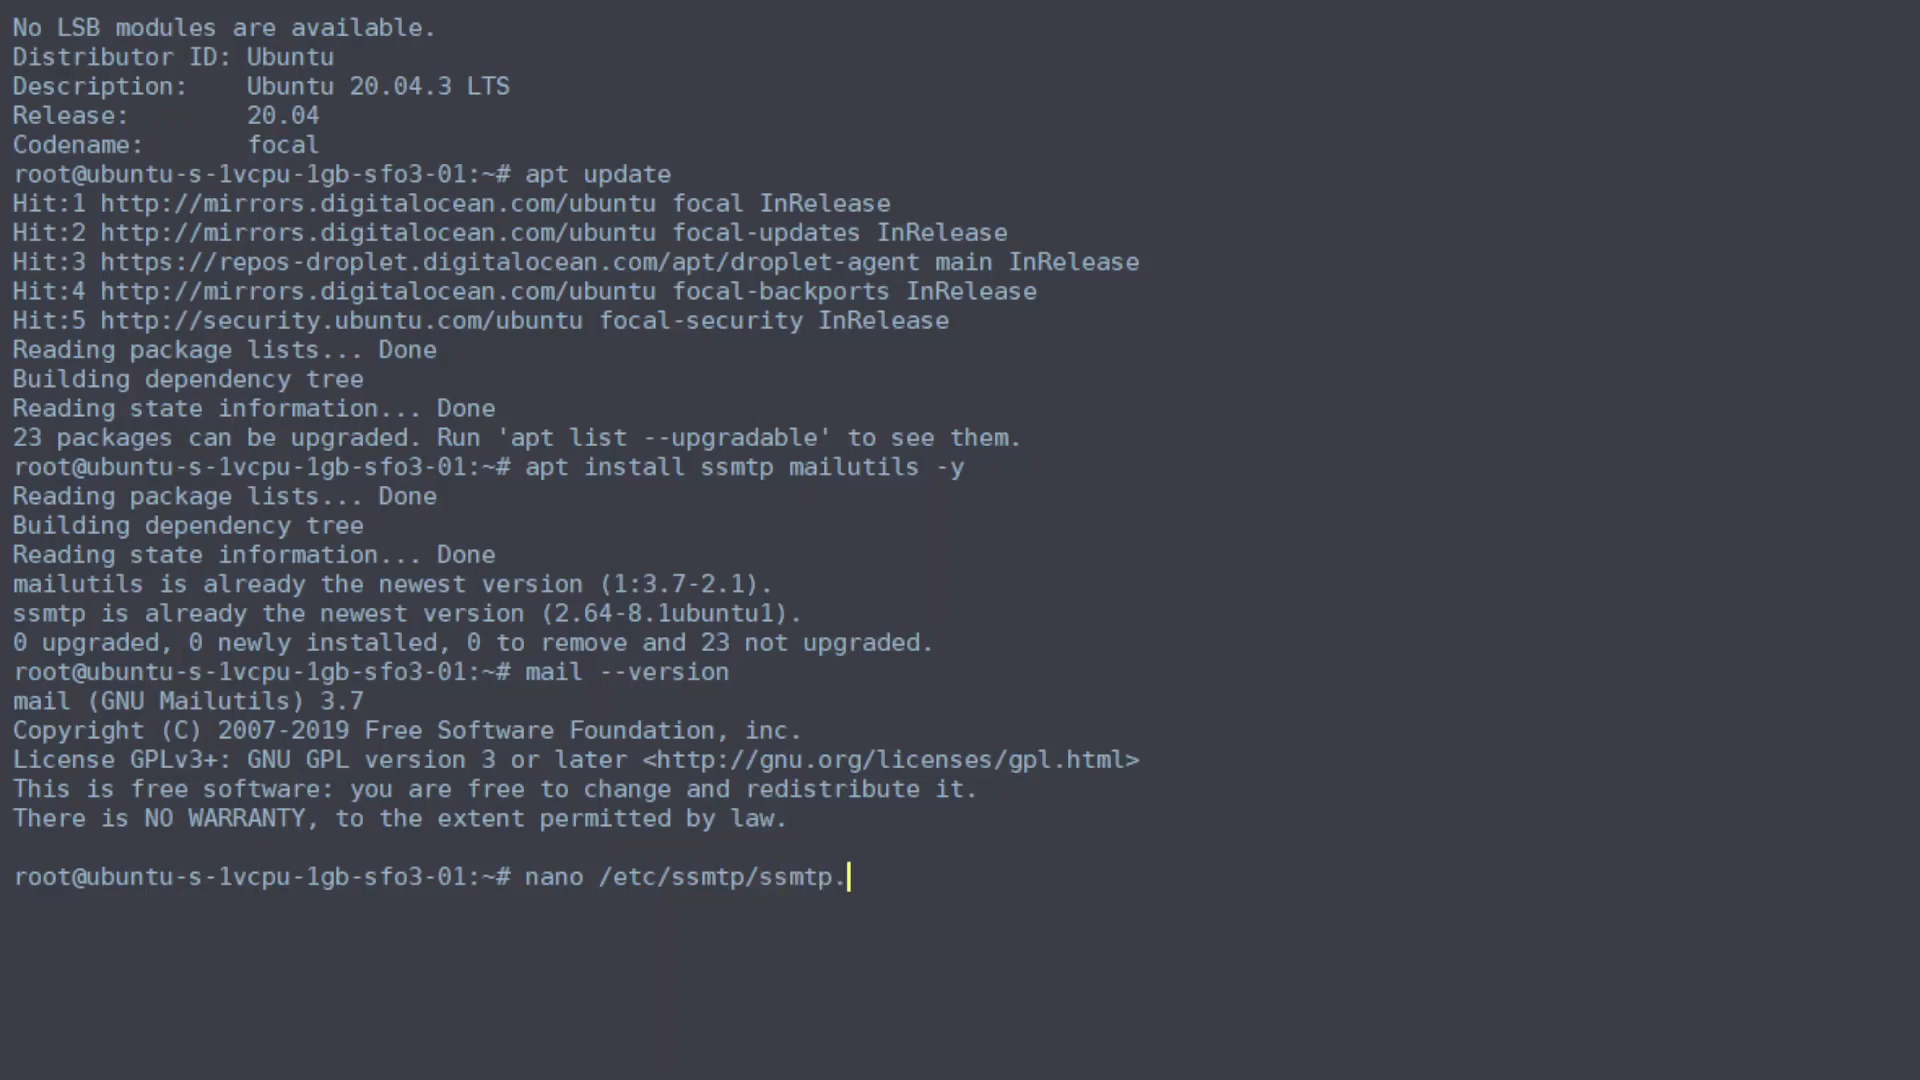 No LSB modules are available.
Distributor ID: Ubuntu
Description:    Ubuntu 20.04.3 LTS
Release:        20.04
Codename:       focal
root@ubuntu-s-1vcpu-1gb-sfo3-01:~# apt update
Hit:1 http://mirrors.digitalocean.com/ubuntu focal InRelease
Hit:2 http://mirrors.digitalocean.com/ubuntu focal-updates InRelease
Hit:3 https://repos-droplet.digitalocean.com/apt/droplet-agent main InRelease
Hit:4 http://mirrors.digitalocean.com/ubuntu focal-backports InRelease
Hit:5 http://security.ubuntu.com/ubuntu focal-security InRelease
Reading package lists... Done
Building dependency tree
Reading state information... Done
23 packages can be upgraded. Run 'apt list --upgradable' to see them.
root@ubuntu-s-1vcpu-1gb-sfo3-01:~# apt install ssmtp mailutils -y
Reading package lists... Done
Building dependency tree
Reading state information... Done
mailutils is already the newest version (1:3.7-2.1).
ssmtp is already the newest version (2.64-8.1ubuntu1).
0 upgraded, 0 newly installed, 0 to remove and 23 not upgraded.
root@ubuntu-s-1vcpu-1gb-sfo3-01:~# mail --version
mail (GNU Mailutils) 3.7
Copyright (C) 2007-2019 Free Software Foundation, inc.
License GPLv3+: GNU GPL version 3 or later <http://gnu.org/licenses/gpl.html>
This is free software: you are free to change and redistribute it.
There is NO WARRANTY, to the extent permitted by law.
root@ubuntu-s-1vcpu-1gb-sfo3-01:~# nano /etc/ssmtp/ssmtp.